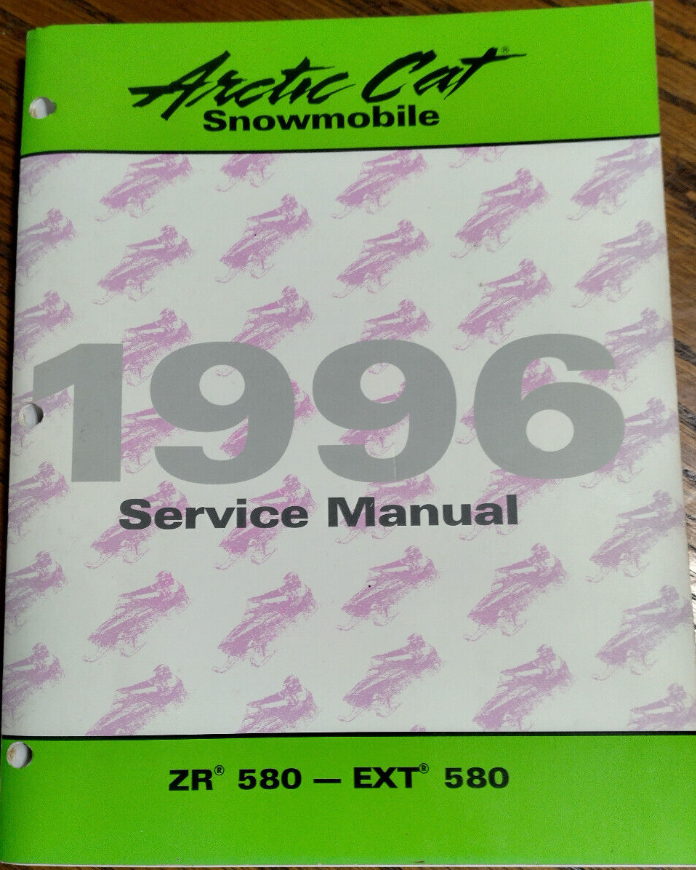 Arctic Cat®
Snowmobile
1996
Service Manual
ZR® 580 — EXT® 580